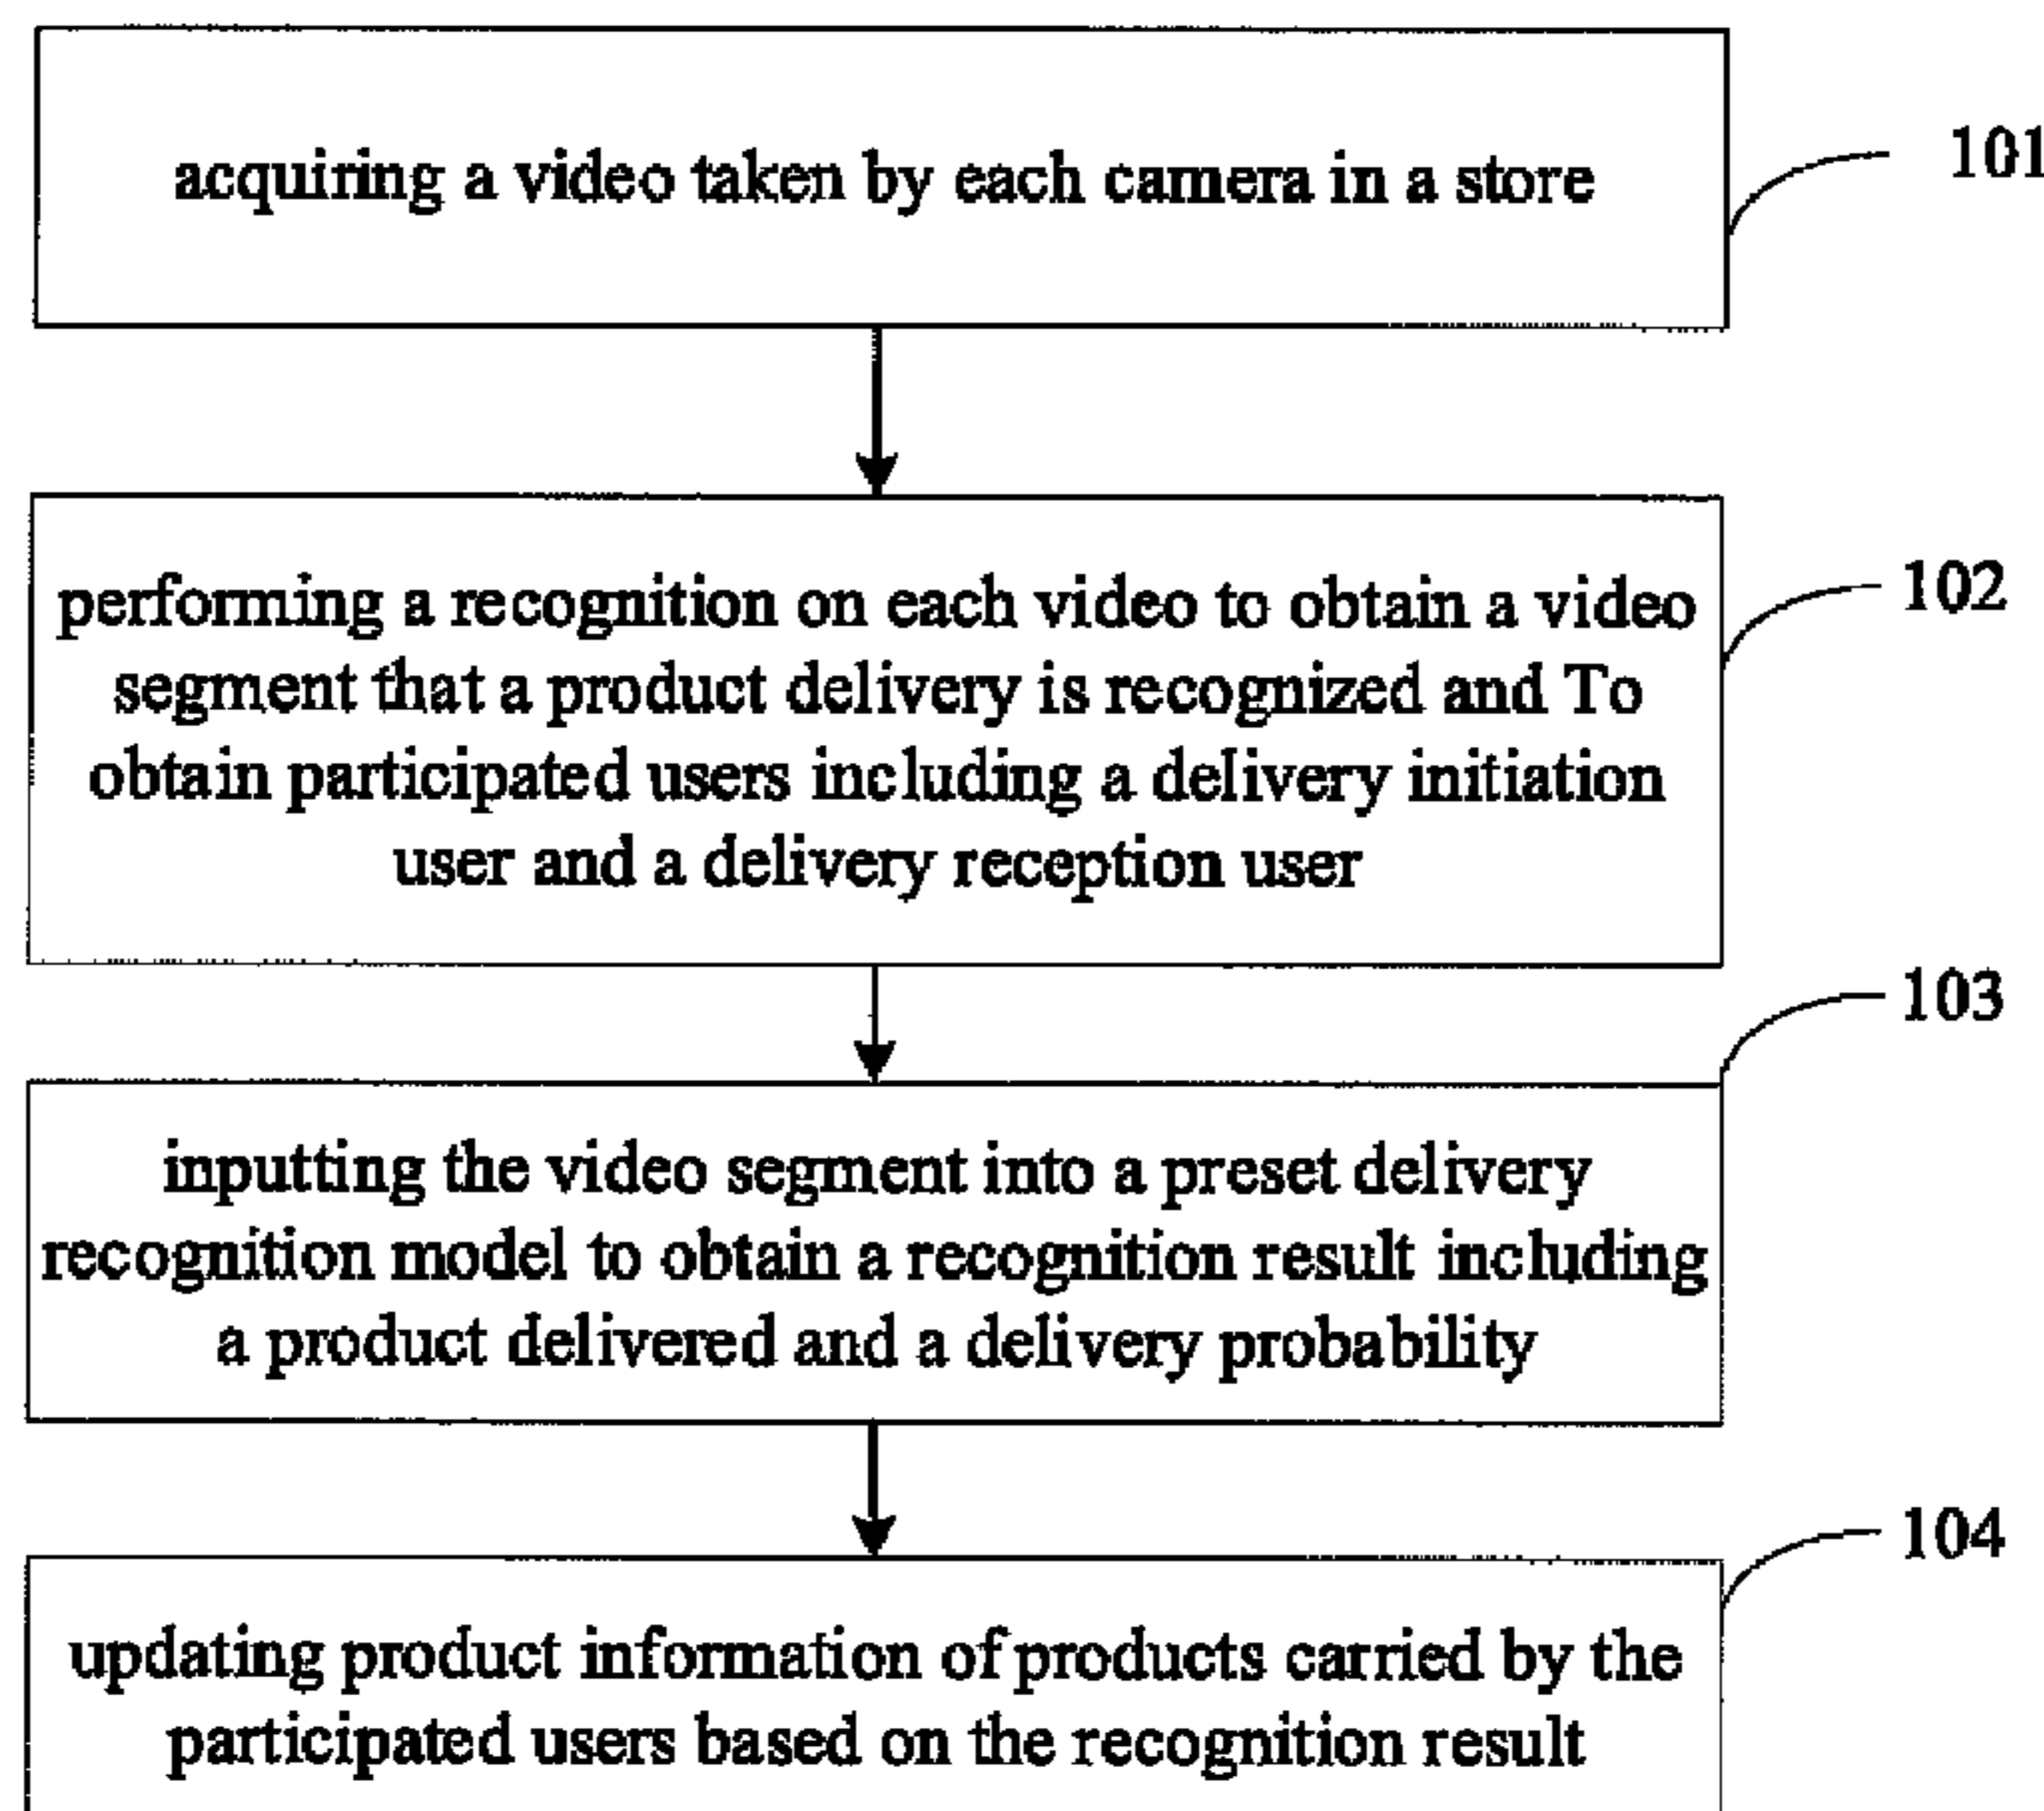 acquiring a video taken by each camera in a store
101
performing a recognition on each video to obtain a video
segment that a product delivery is recognized and To
obtain participated users including a delivery initiation
user and a delivery reception user
102
103
inputting the video segment into a preset delivery
recognition model to obtain a recognition result including
a product delivered and a delivery probability
104
updating product information of products carried by the
participated users based on the recognition result